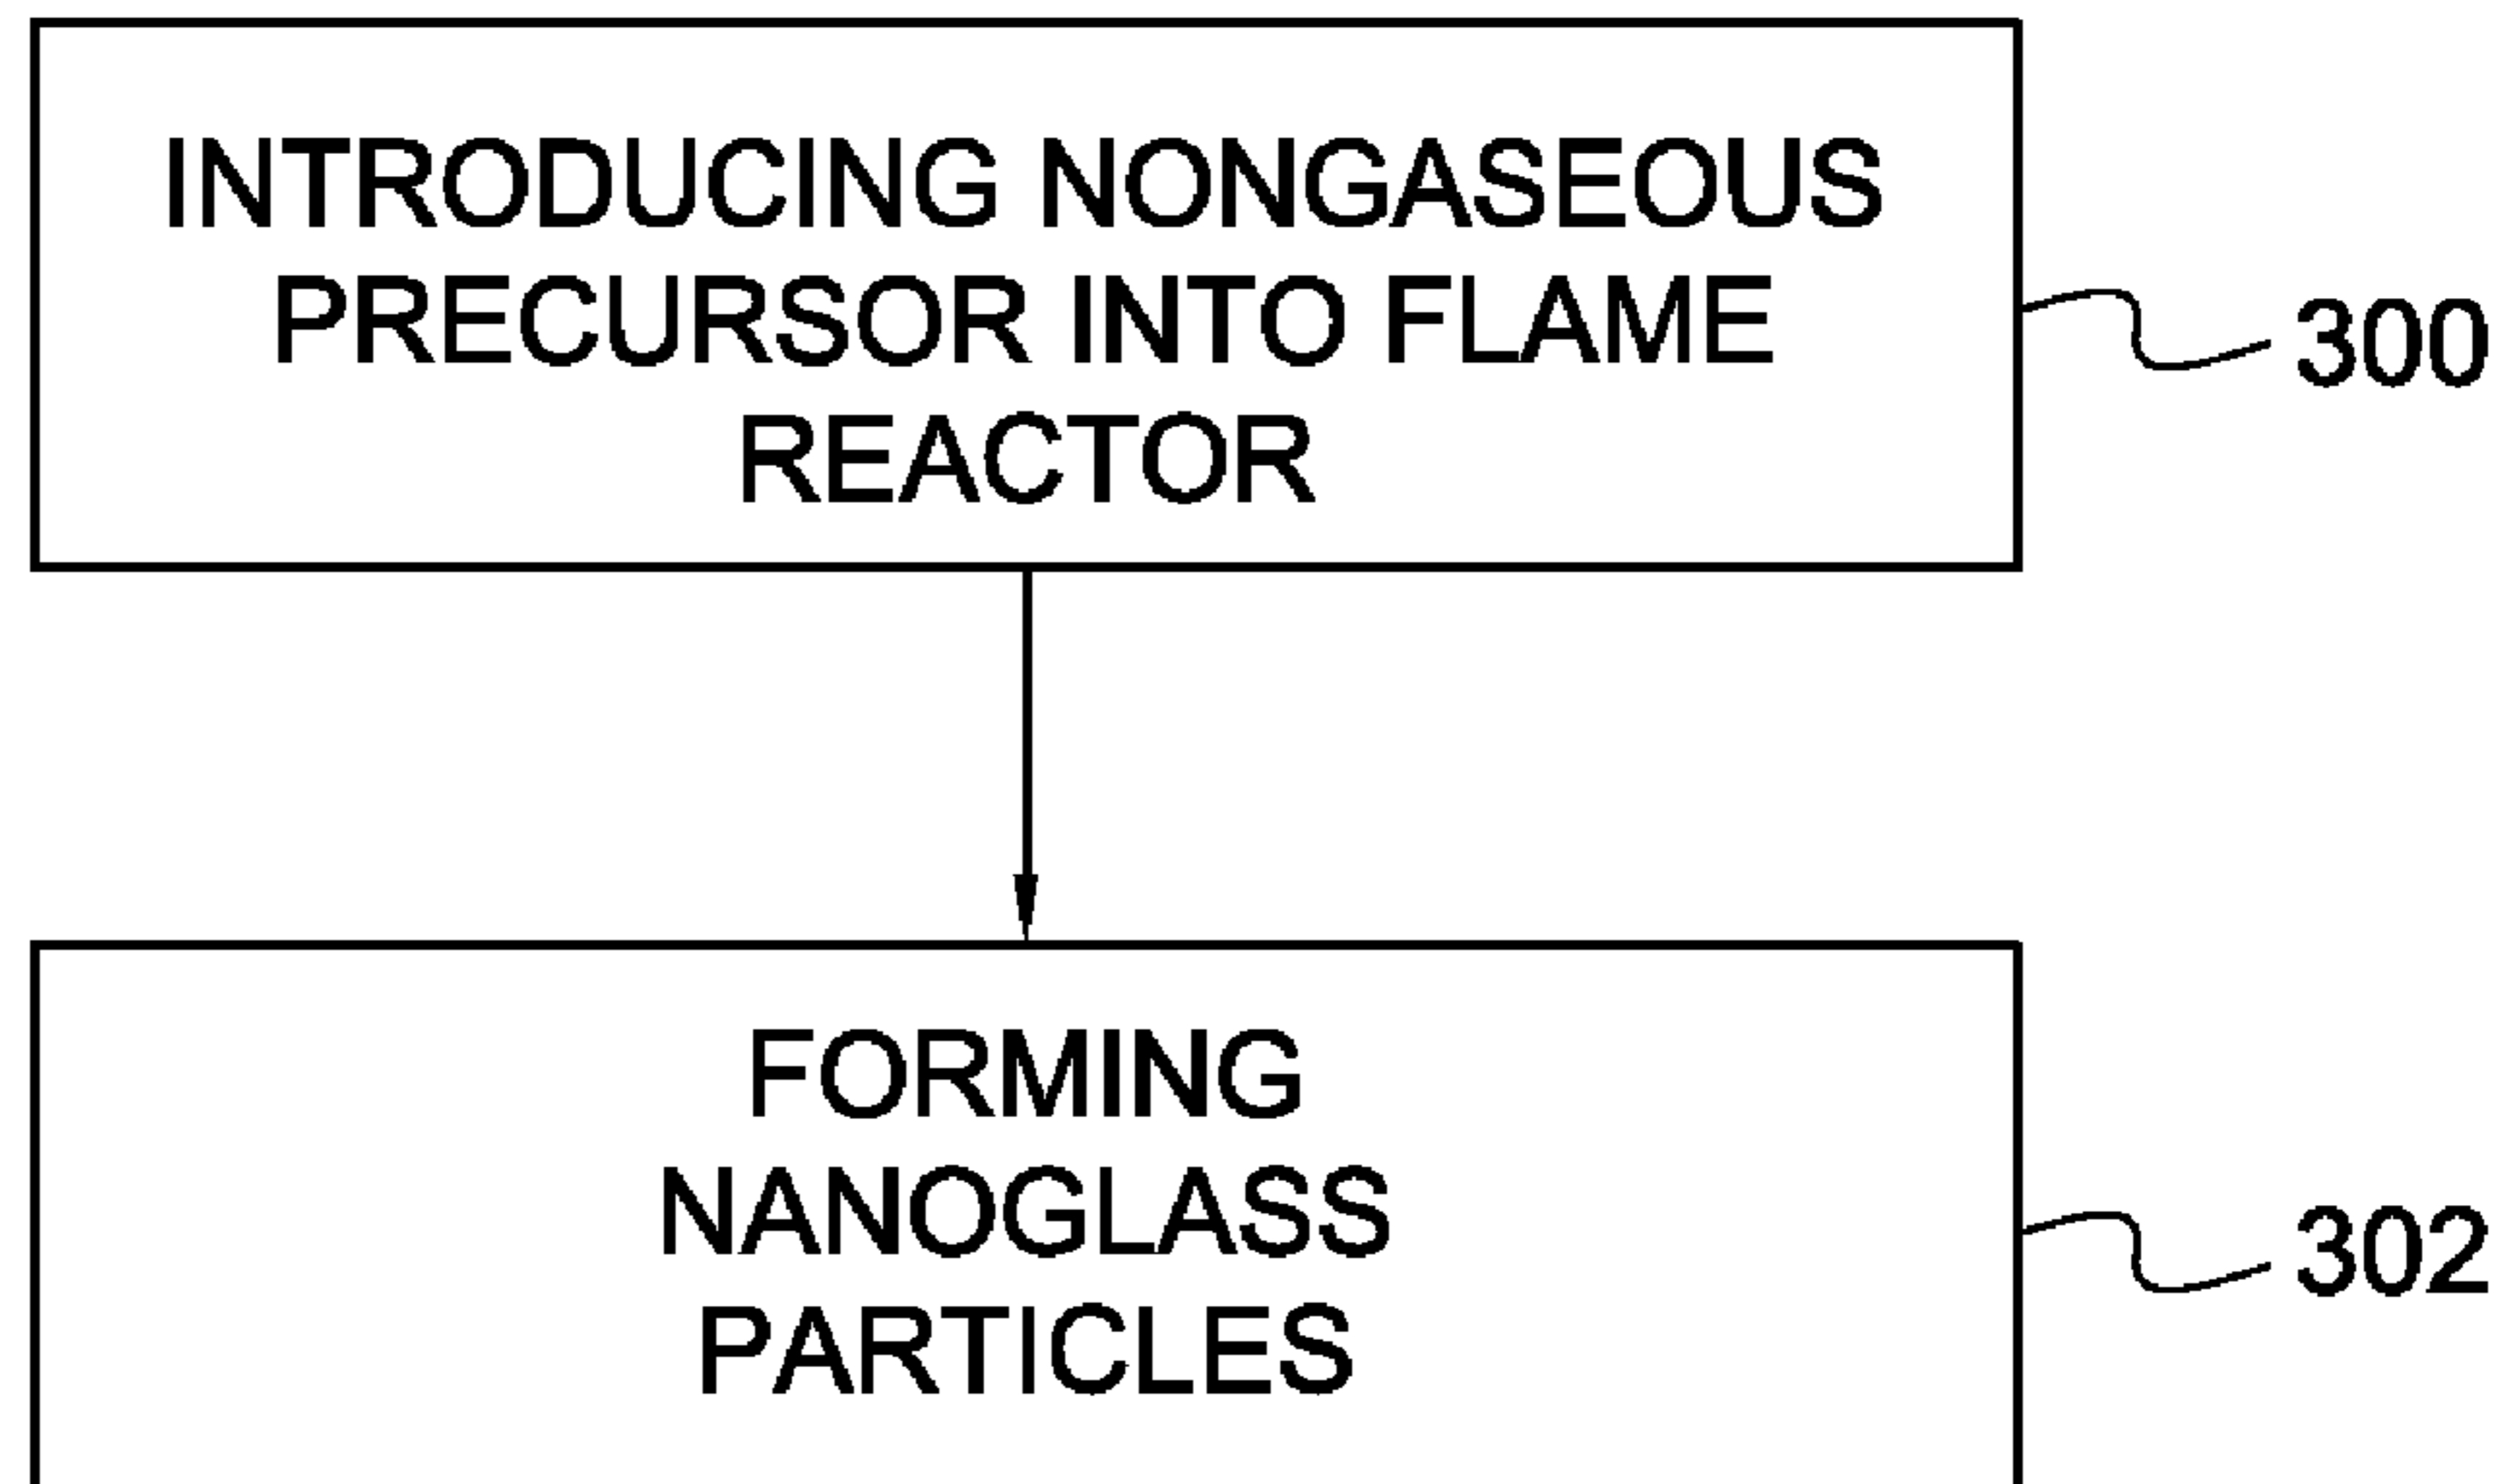 INTRODUCING NONGASEOUS
PRECURSOR INTO FLAME
REACTOR
300
FORMING
NANOGLASS
PARTICLES
302